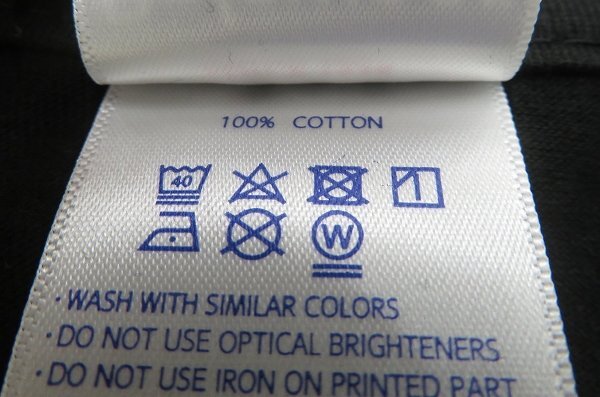 100% COTTON
40
W
· WASH WITH SIMILAR COLORS
· DO NOT USE OPTICAL BRIGHTENERS
· DO NOT USE IRON ON PRINTED PART